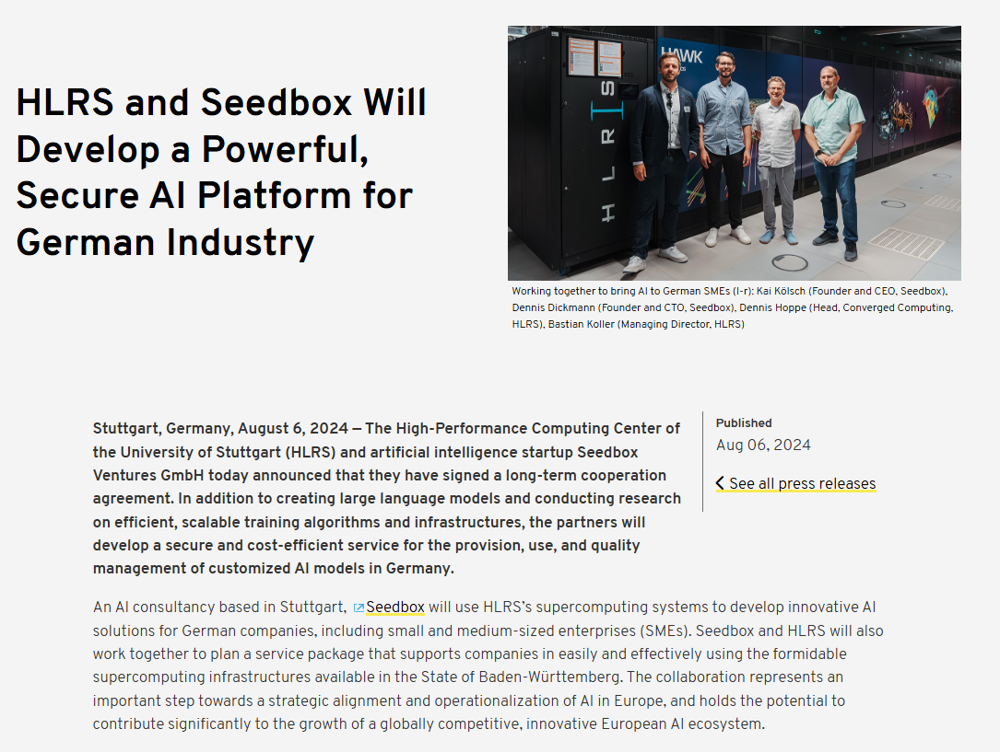 HLRS and Seedbox Will
Develop a Powerful,
Secure AI Platform for
German Industry
HAWK
H L R I S
Working together to bring AI to German SMEs (l-r): Kai Kölsch (Founder and CEO, Seedbox),
Dennis Dickmann (Founder and CTO, Seedbox), Dennis Hoppe (Head, Converged Computing,
HLRS), Bastian Koller (Managing Director, HLRS)
Stuttgart, Germany, August 6, 2024 – The High-Performance Computing Center of
the University of Stuttgart (HLRS) and artificial intelligence startup Seedbox
Ventures GmbH today announced that they have signed a long-term cooperation
agreement. In addition to creating large language models and conducting research
on efficient, scalable training algorithms and infrastructures, the partners will
develop a secure and cost-efficient service for the provision, use, and quality
management of customized AI models in Germany.
Published
Aug 06, 2024
See all press releases
An AI consultancy based in Stuttgart, Seedbox will use HLRS’s supercomputing systems to develop innovative AI
solutions for German companies, including small and medium-sized enterprises (SMEs). Seedbox and HLRS will also
work together to plan a service package that supports companies in easily and effectively using the formidable
supercomputing infrastructures available in the State of Baden-Württemberg. The collaboration represents an
important step towards a strategic alignment and operationalization of AI in Europe, and holds the potential to
contribute significantly to the growth of a globally competitive, innovative European AI ecosystem.